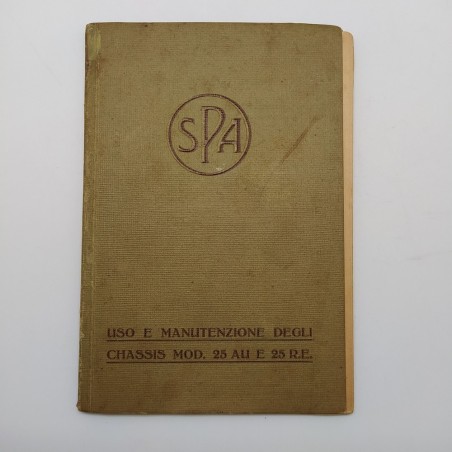 SPA
USO E MANUTENZIONE DEGLI
CHASSIS MOD. 25 AU E 25 R.E.